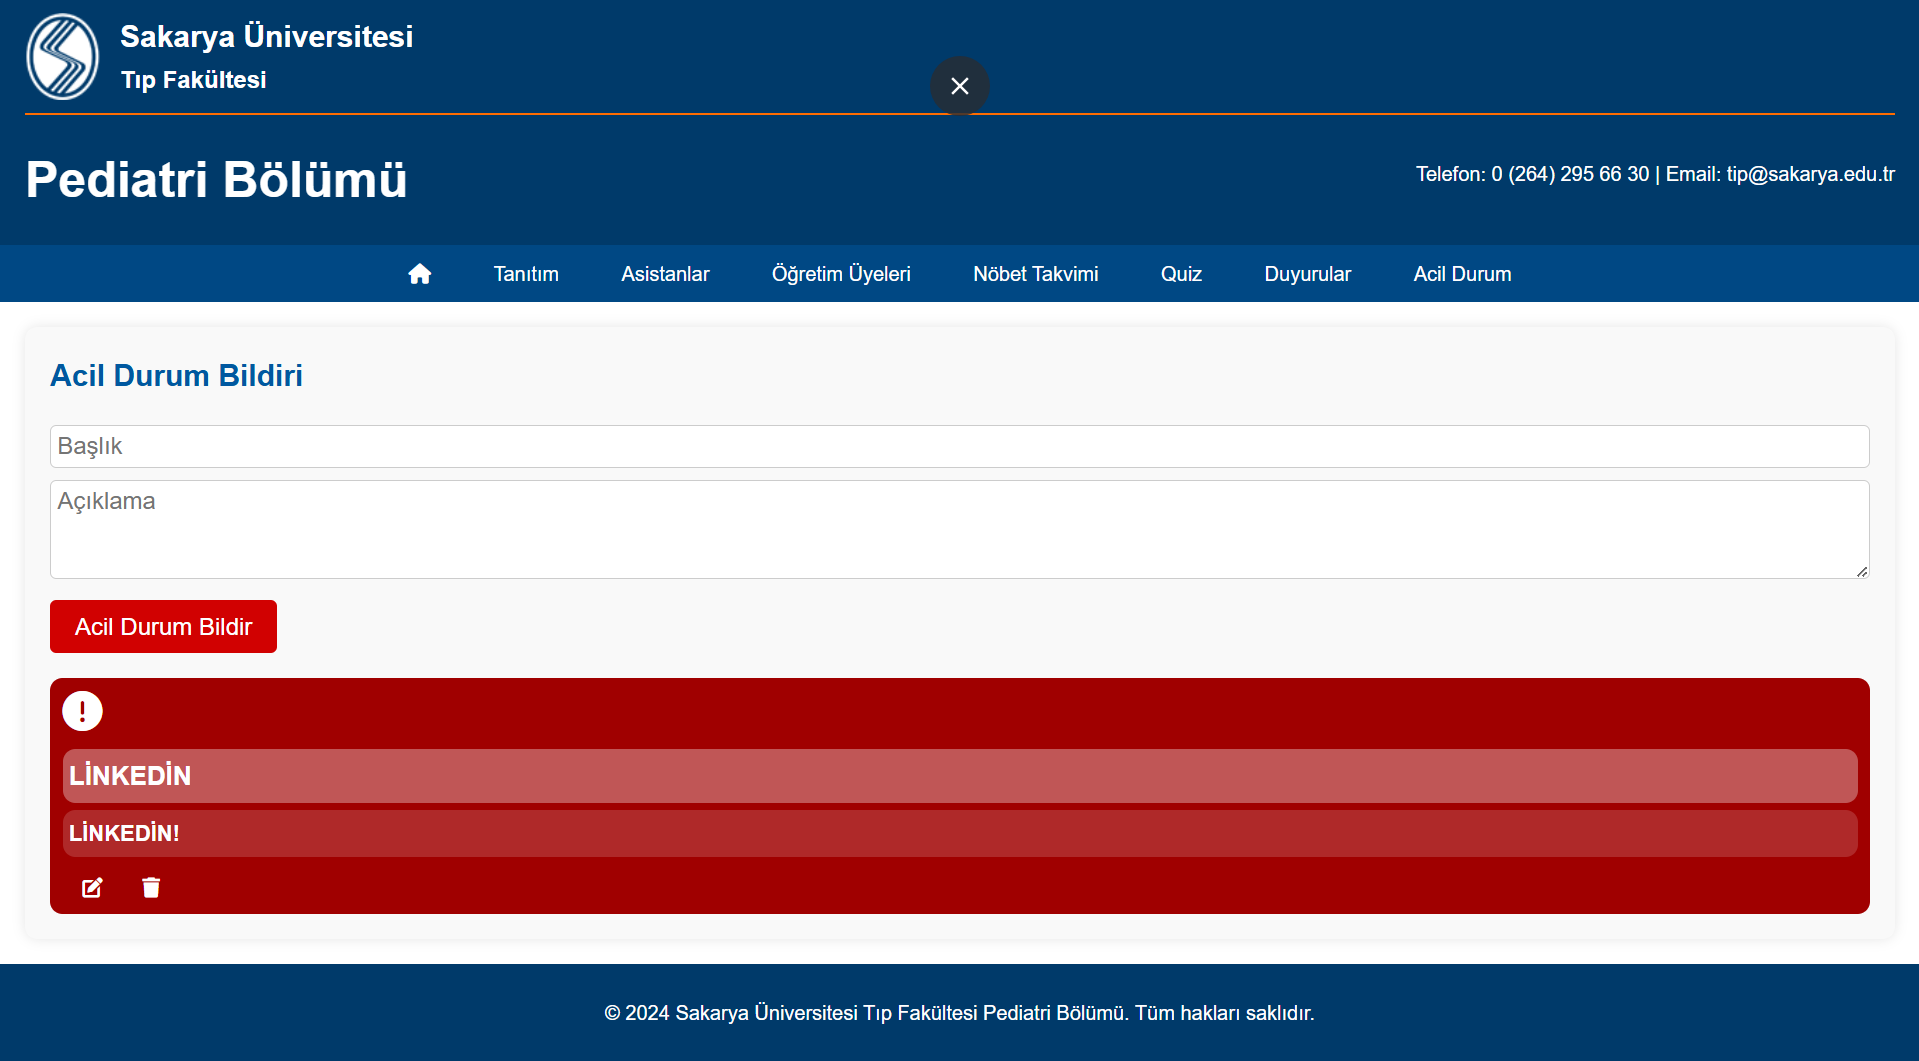 Sakarya Üniversitesi
Tıp Fakültesi
Pediatri Bölümü
Telefon: 0 (264) 295 66 30 | Email: tip@sakarya.edu.tr
Tanıtım Asistanlar Öğretim Üyeleri Nöbet Takvimi Quiz Duyurular Acil Durum
Acil Durum Bildiri
Başlık
Açıklama
Acil Durum Bildir
LİNKEDİN
LİNKEDİN!
© 2024 Sakarya Üniversitesi Tıp Fakültesi Pediatri Bölümü. Tüm hakları saklıdır.